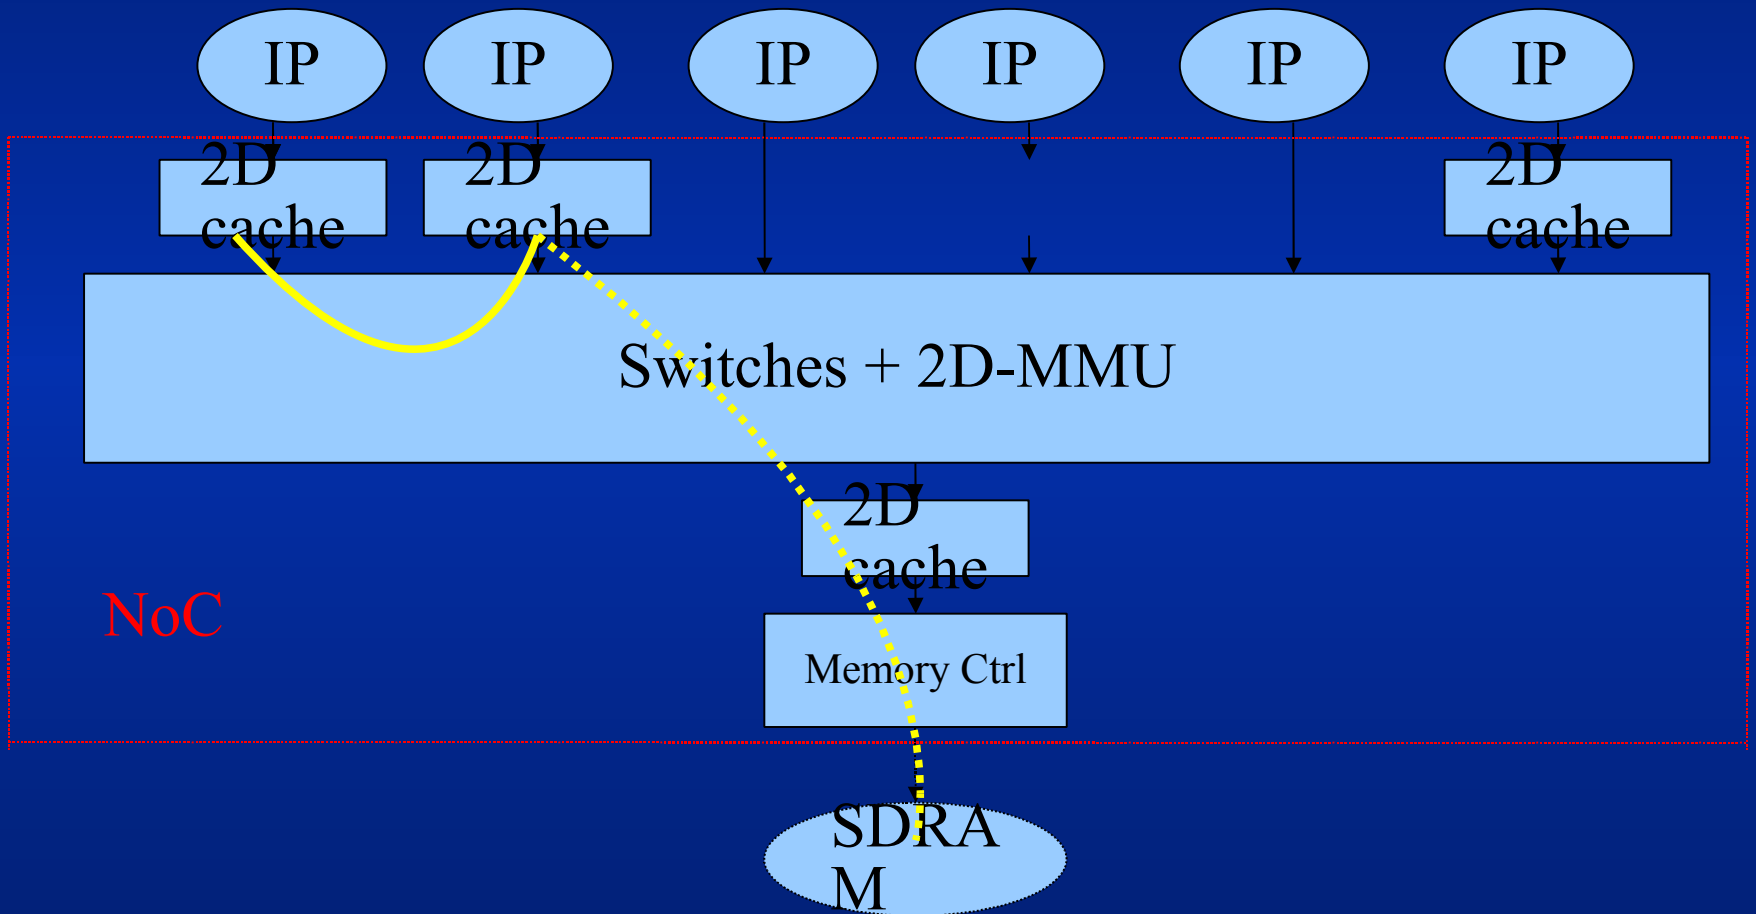 IP
IP
IP
IP
IP
IP
2D
cache
2D
cache
2D
cache
Switches + 2D-MMU
2D
cache
NoC
Memory Ctrl
SDRA
M